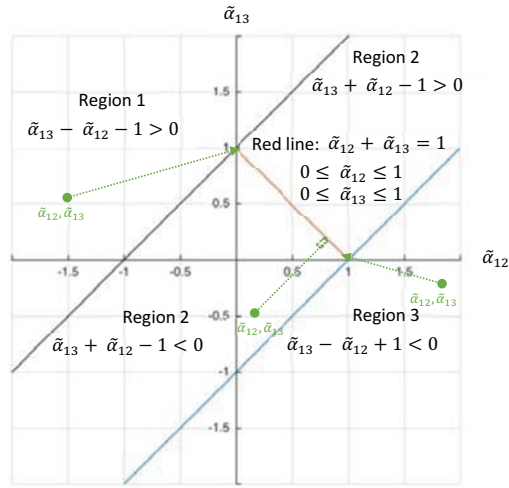 α̃₁₃
Region 2
α̃₁₃ + α̃₁₂ − 1 > 0
1.5
Region 1
α̃₁₃ − α̃₁₂ − 1 > 0
1
Red line: α̃₁₂ + α̃₁₃ = 1
0 ≤ α̃₁₂ ≤ 1
0 ≤ α̃₁₃ ≤ 1
0.5
α̃₁₂, α̃₁₃
α̃₁₂
-1.5 -1 -0.5 0.5 1 1.5
α̃₁₂, α̃₁₃
Region 2
α̃₁₃ + α̃₁₂ − 1 < 0
-0.5
α̃₁₂, α̃₁₃
Region 3
α̃₁₃ − α̃₁₂ + 1 < 0
-1
-1.5